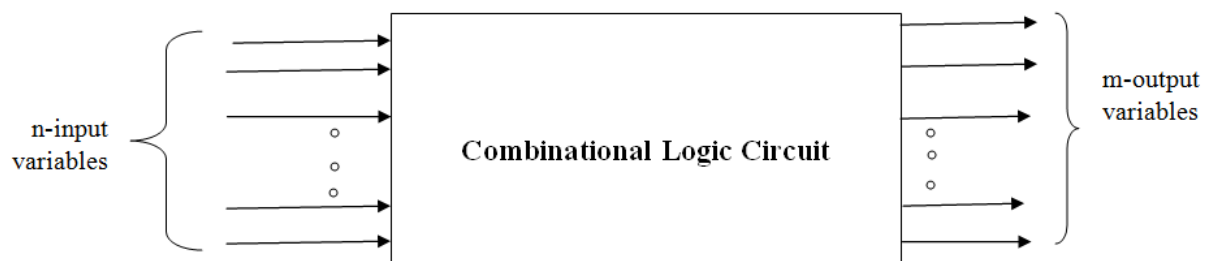 n-input
variables
Combinational Logic Circuit
m-output
variables